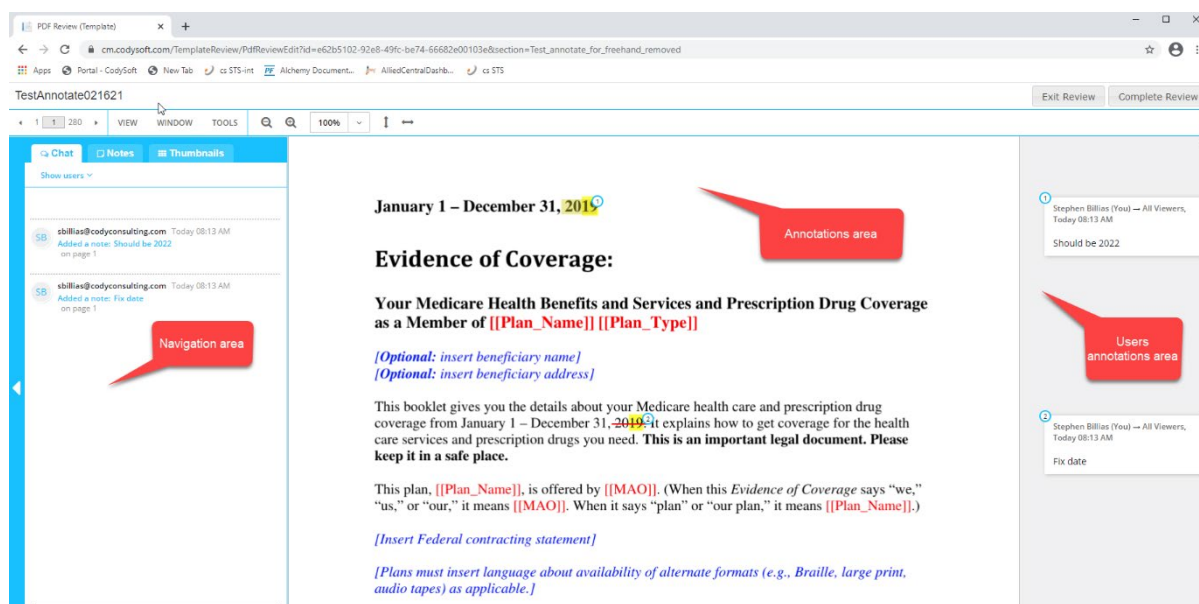 PDF Review (Template)
cm.codysoft.com/TemplateReview/PdfReviewEdit?id=e62b5102-92e8-49fc-be74-66682e00103e&section=Test_annotate_for_freehand_removed
Apps Portal - CodySoft New Tab cs STS-int Alchemy Document... AlliedCentralDashb... cs STS
TestAnnotate021621
Exit Review Complete Review
1 1 280 VIEW WINDOW TOOLS 100%
Chat Notes Thumbnails
Show users
SB
sbillias@codyconsulting.com Today 08:13 AM
Added a note: Should be 2022
on page 1
SB
sbillias@codyconsulting.com Today 08:13 AM
Added a note: Fix date
on page 1
Navigation area
January 1 – December 31, 2019 1
Annotations area
Evidence of Coverage:
Your Medicare Health Benefits and Services and Prescription Drug Coverage
as a Member of [[Plan_Name]] [[Plan_Type]]
[Optional: insert beneficiary name]
[Optional: insert beneficiary address]
This booklet gives you the details about your Medicare health care and prescription drug
coverage from January 1 – December 31, 2019. 2 It explains how to get coverage for the health
care services and prescription drugs you need. This is an important legal document. Please
keep it in a safe place.
This plan, [[Plan_Name]], is offered by [[MAO]]. (When this Evidence of Coverage says “we,”
“us,” or “our,” it means [[MAO]]. When it says “plan” or “our plan,” it means [[Plan_Name]].)
[Insert Federal contracting statement]
[Plans must insert language about availability of alternate formats (e.g., Braille, large print,
audio tapes) as applicable.]
1
Stephen Billias (You) → All Viewers,
Today 08:13 AM
Should be 2022
Users
annotations area
2
Stephen Billias (You) → All Viewers,
Today 08:13 AM
Fix date